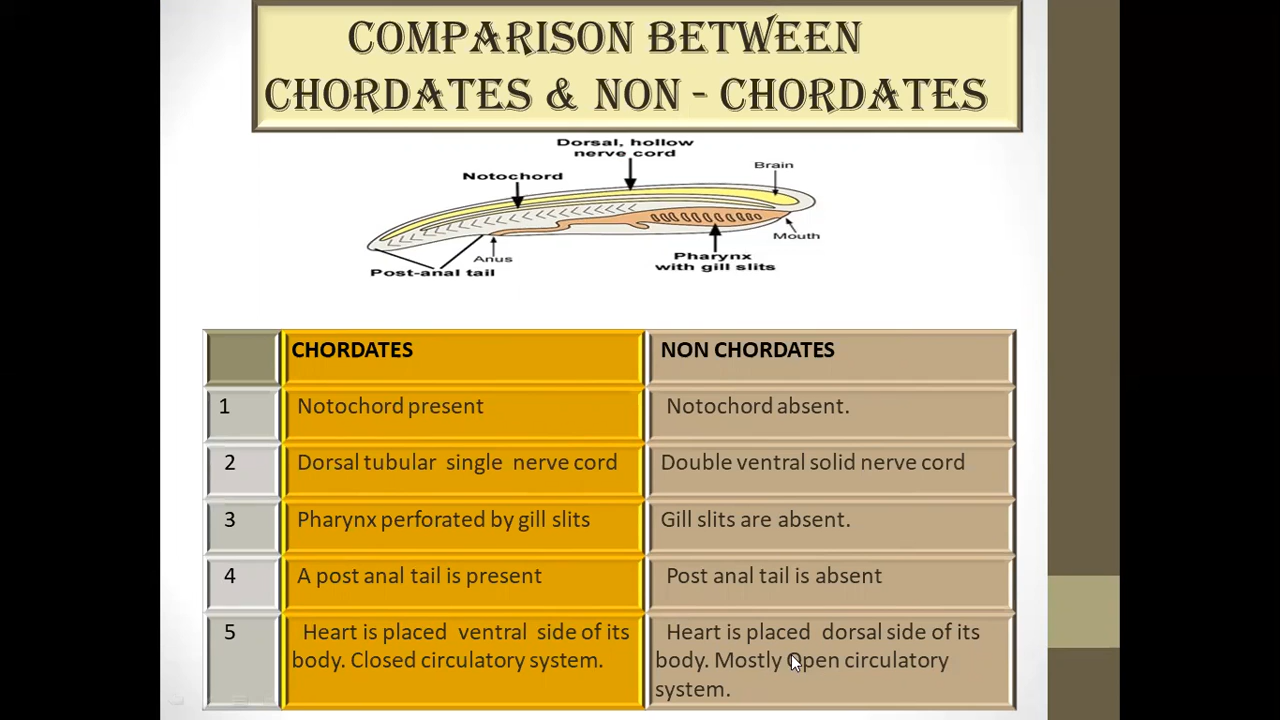 COMPARISON BETWEEN
CHORDATES & NON - CHORDATES
Dorsal, hollow
nerve cord
Brain
Notochord
Mouth
Anus
Pharynx
with gill slits
Post-anal tail
CHORDATES NON CHORDATES
1 Notochord present Notochord absent.
2 Dorsal tubular single nerve cord Double ventral solid nerve cord
3 Pharynx perforated by gill slits Gill slits are absent.
4 A post anal tail is present Post anal tail is absent
5 Heart is placed ventral side of its Heart is placed dorsal side of its
body. Closed circulatory system. body. Mostly Open circulatory
system.